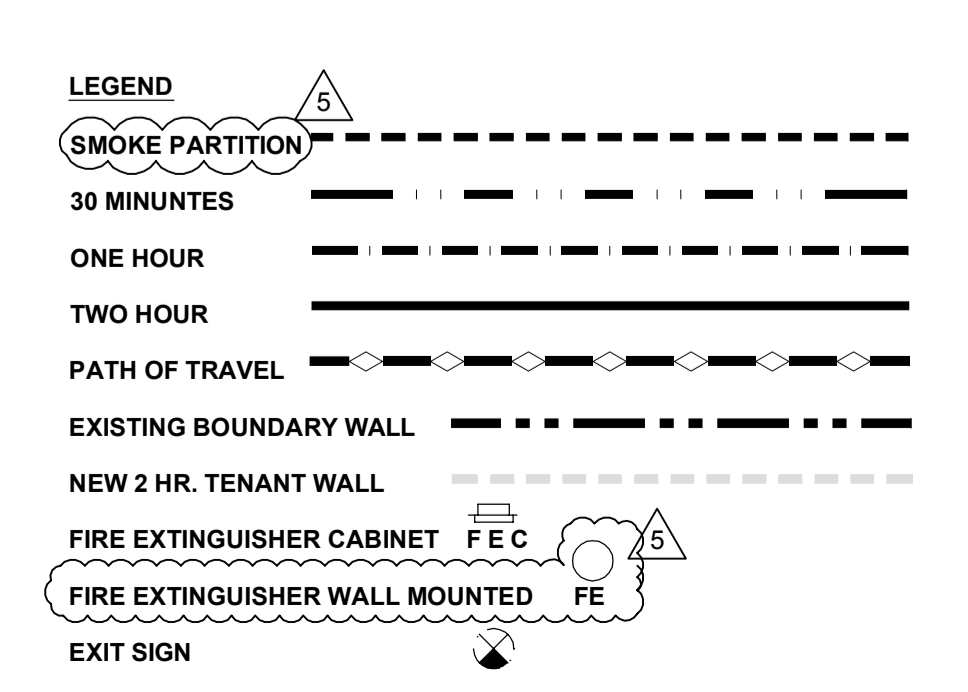 LEGEND
5
SMOKE PARTITION
30 MINUNTES
ONE HOUR
TWO HOUR
PATH OF TRAVEL
EXISTING BOUNDARY WALL
NEW 2 HR. TENANT WALL
FIRE EXTINGUISHER CABINET F E C
5
FIRE EXTINGUISHER WALL MOUNTED FE
EXIT SIGN